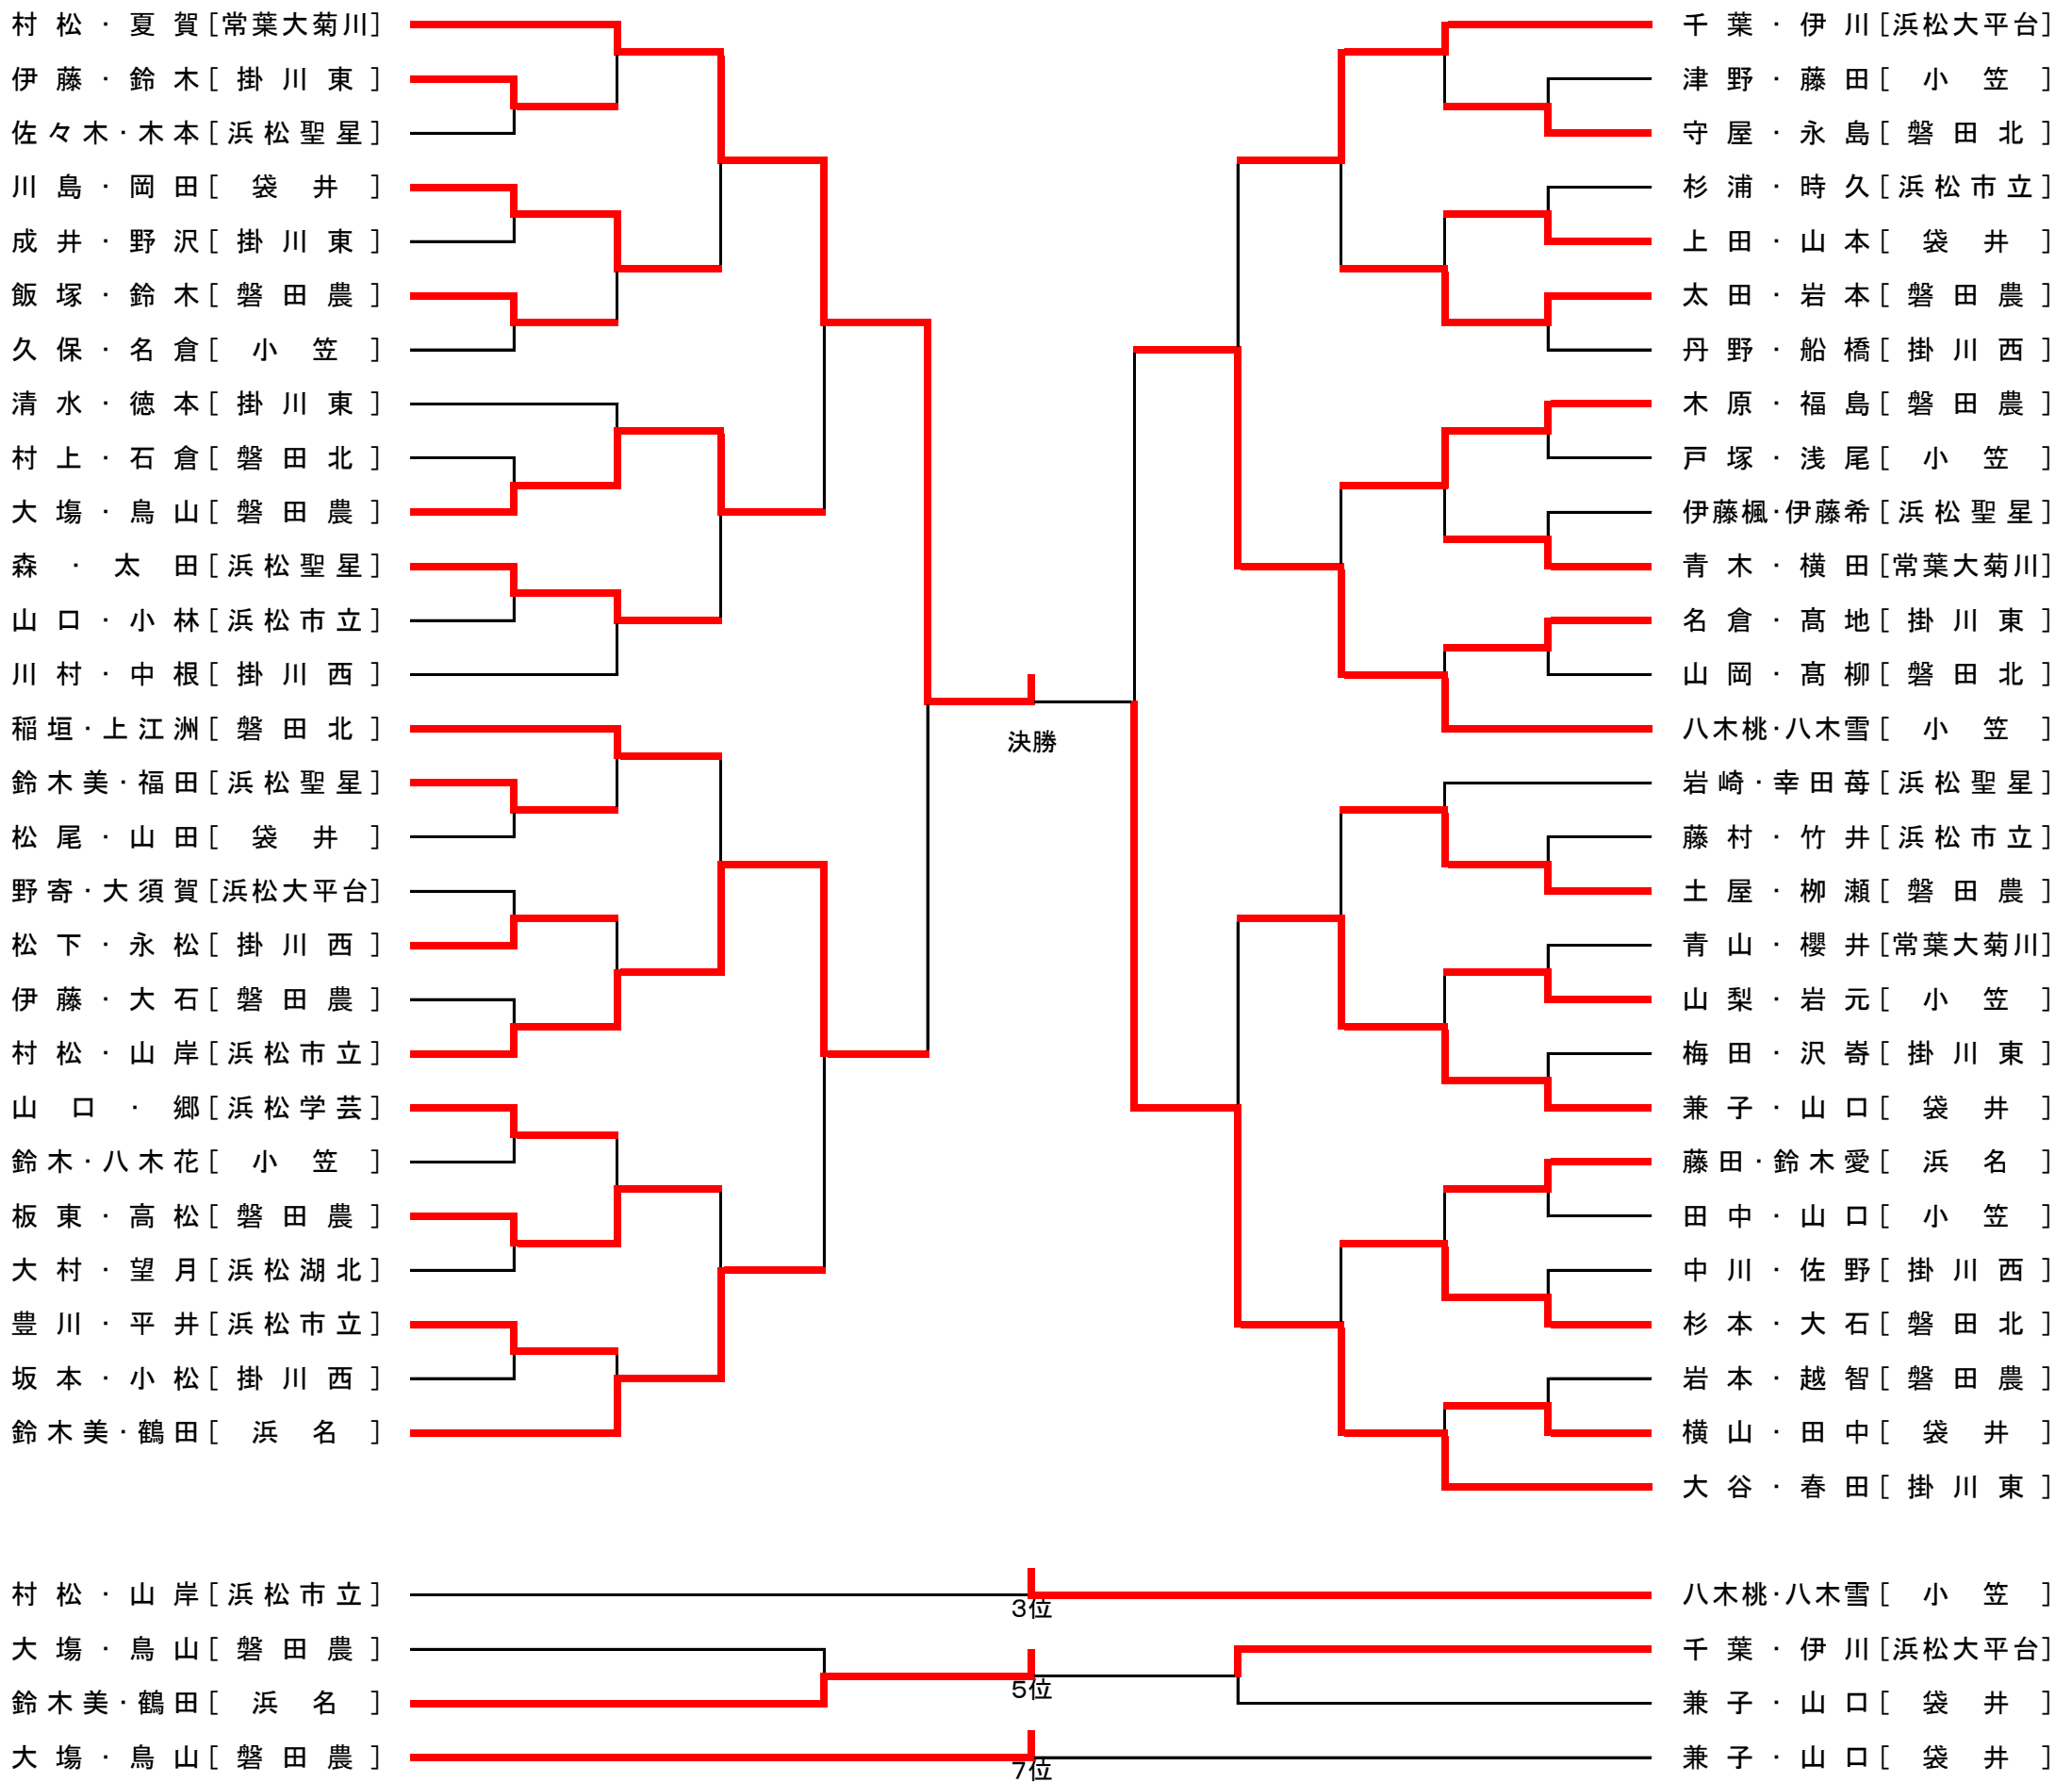 村松・夏賀[常葉大菊川]
伊藤・鈴木[掛川東]
佐々木・木本[浜松聖星]
川島・岡田[袋井]
成井・野沢[掛川東]
飯塚・鈴木[磐田農]
久保・名倉[小笠]
清水・徳本[掛川東]
村上・石倉[磐田北]
大塲・鳥山[磐田農]
森・太田[浜松聖星]
山口・小林[浜松市立]
川村・中根[掛川西]
稲垣・上江洲[磐田北]
鈴木美・福田[浜松聖星]
松尾・山田[袋井]
野寄・大須賀[浜松大平台]
松下・永松[掛川西]
伊藤・大石[磐田農]
村松・山岸[浜松市立]
山口・郷[浜松学芸]
鈴木・八木花[小笠]
板東・高松[磐田農]
大村・望月[浜松湖北]
豊川・平井[浜松市立]
坂本・小松[掛川西]
鈴木美・鶴田[浜名]
決勝
千葉・伊川[浜松大平台]
津野・藤田[小笠]
守屋・永島[磐田北]
杉浦・時久[浜松市立]
上田・山本[袋井]
太田・岩本[磐田農]
丹野・船橋[掛川西]
木原・福島[磐田農]
戸塚・浅尾[小笠]
伊藤楓・伊藤希[浜松聖星]
青木・横田[常葉大菊川]
名倉・髙地[掛川東]
山岡・髙柳[磐田北]
八木桃・八木雪[小笠]
岩崎・幸田苺[浜松聖星]
藤村・竹井[浜松市立]
土屋・栁瀬[磐田農]
青山・櫻井[常葉大菊川]
山梨・岩元[小笠]
梅田・沢嵜[掛川東]
兼子・山口[袋井]
藤田・鈴木愛[浜名]
田中・山口[小笠]
中川・佐野[掛川西]
杉本・大石[磐田北]
岩本・越智[磐田農]
横山・田中[袋井]
大谷・春田[掛川東]
村松・山岸[浜松市立]
3位
八木桃・八木雪[小笠]
大塲・鳥山[磐田農]
鈴木美・鶴田[浜名]
5位
千葉・伊川[浜松大平台]
兼子・山口[袋井]
大塲・鳥山[磐田農]
7位
兼子・山口[袋井]